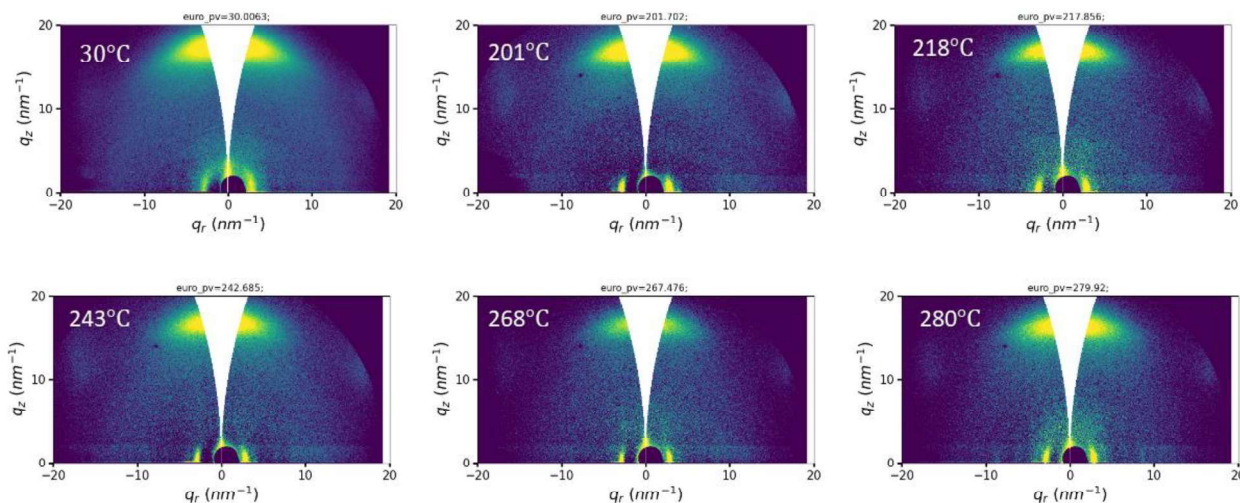 euro_pv=30.0063;
30°C
20
10
0
q_z (nm⁻¹)
−20 −10 0 10 20
q_r (nm⁻¹)
euro_pv=201.702;
201°C
20
10
0
q_z (nm⁻¹)
−20 −10 0 10 20
q_r (nm⁻¹)
euro_pv=217.856;
218°C
20
10
0
q_z (nm⁻¹)
−20 −10 0 10 20
q_r (nm⁻¹)
euro_pv=242.685;
243°C
20
10
0
q_z (nm⁻¹)
−20 −10 0 10 20
q_r (nm⁻¹)
euro_pv=267.476;
268°C
20
10
0
q_z (nm⁻¹)
−20 −10 0 10 20
q_r (nm⁻¹)
euro_pv=279.92;
280°C
20
10
0
q_z (nm⁻¹)
−20 −10 0 10 20
q_r (nm⁻¹)